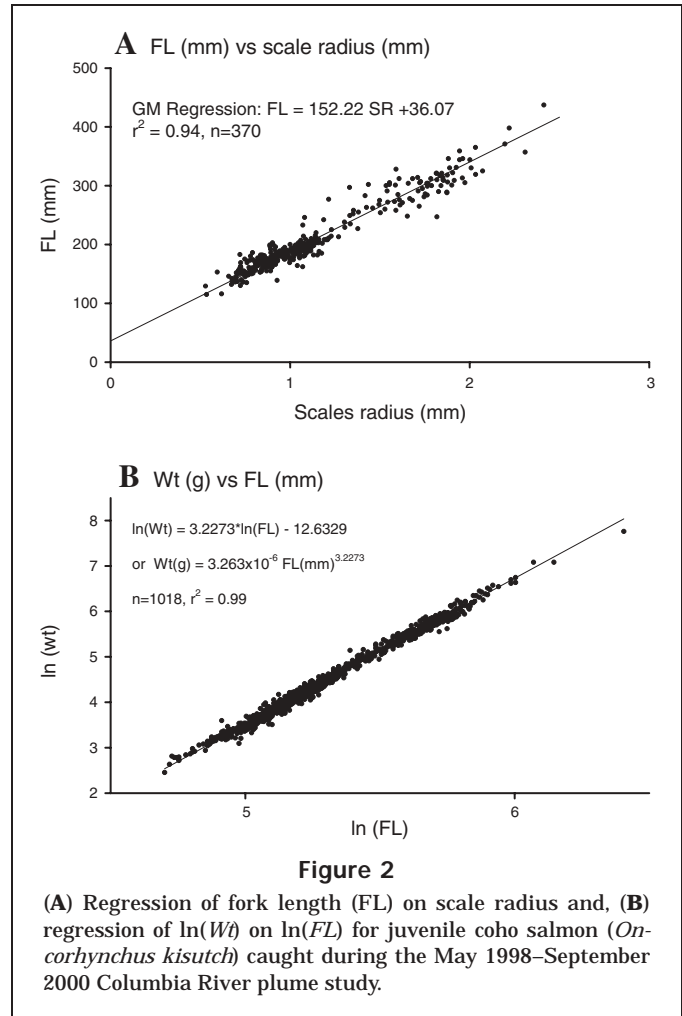 A FL (mm) vs scale radius (mm)
500
GM Regression: FL = 152.22 SR +36.07
r² = 0.94, n=370
400
300
FL (mm)
200
100
0
0
1
2
3
Scales radius (mm)
B Wt (g) vs FL (mm)
8
ln(Wt) = 3.2273*ln(FL) - 12.6329
or Wt(g) = 3.263x10⁻⁶ FL(mm)³·²²⁷³
7
n=1018, r² = 0.99
6
5
ln (wt)
4
3
2
5
6
ln (FL)
Figure 2
(A) Regression of fork length (FL) on scale radius and, (B)
regression of ln(Wt) on ln(FL) for juvenile coho salmon (On-
corhynchus kisutch) caught during the May 1998–September
2000 Columbia River plume study.